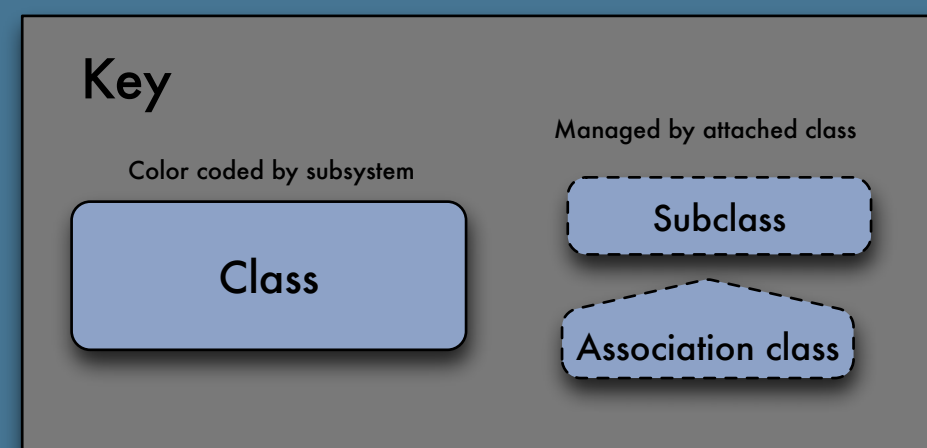 Key
Managed by attached class
Color coded by subsystem
Subclass
Class
Association class